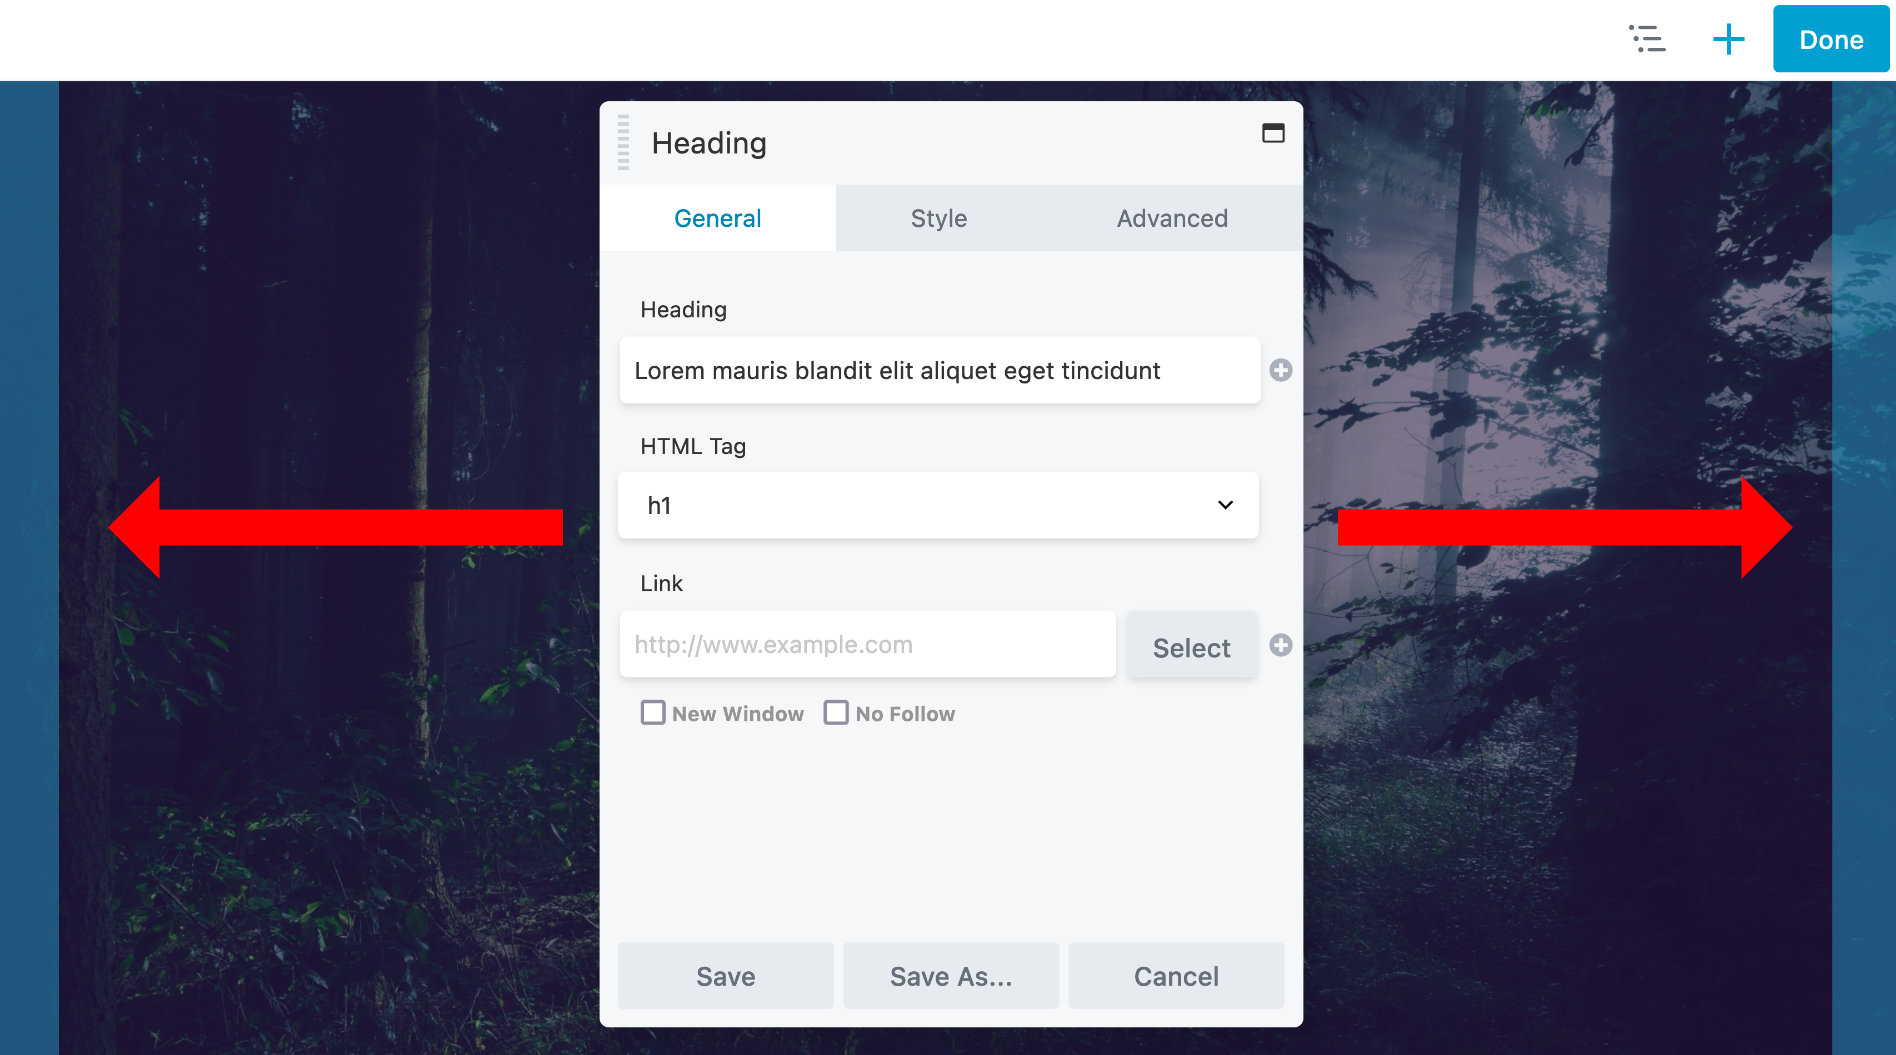 Done
Heading
General Style Advanced
Heading
Lorem mauris blandit elit aliquet eget tincidunt
HTML Tag
h1
Link
http://www.example.com Select
New Window No Follow
Save Save As... Cancel